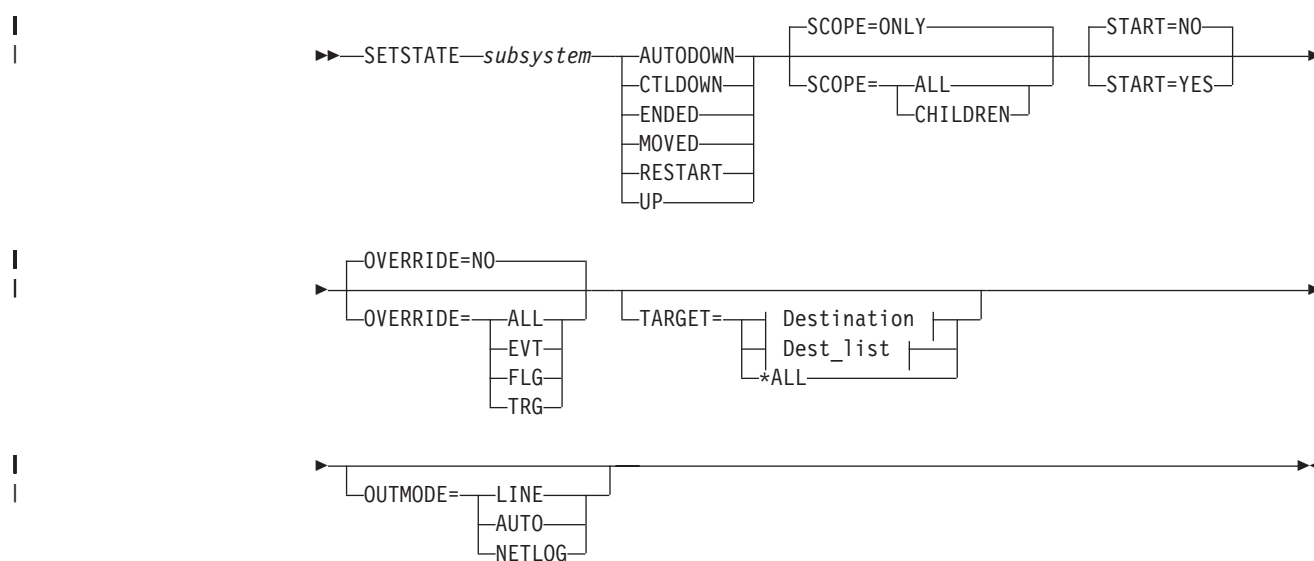 SCOPE=ONLY START=NO
SETSTATE subsystem AUTODOWN
CTLDOWN SCOPE= ALL START=YES
ENDED CHILDREN
MOVED
RESTART
UP
OVERRIDE=NO
OVERRIDE= ALL TARGET= Destination
EVT Dest_list
FLG *ALL
TRG
OUTMODE= LINE
AUTO
NETLOG